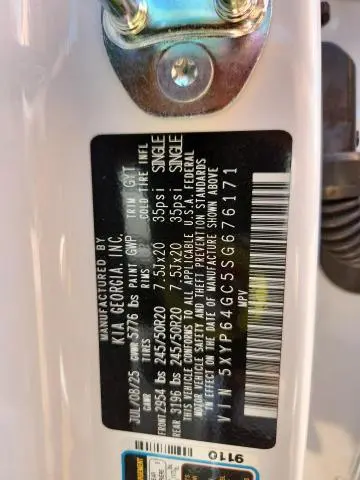 MANUFACTURED BY
KIA GEORGIA, INC.
JUL/08/25 GVWR 5776 lbs PAINT GWP TRIM GYT
GAWR TIRES RIMS COLD TIRE INFL
FRONT 2954 lbs 245/50R20 7.5Jx20 35psi SINGLE
REAR 3196 lbs 245/50R20 7.5Jx20 35psi SINGLE
THIS VEHICLE CONFORMS TO ALL APPLICABLE U.S.A. FEDERAL
MOTOR VEHICLE SAFETY AND THEFT PREVENTION STANDARDS
IN EFFECT ON THE DATE OF MANUFACTURE SHOWN ABOVE.
VIN: 5XYP64GC5SG676171
MPV
9110